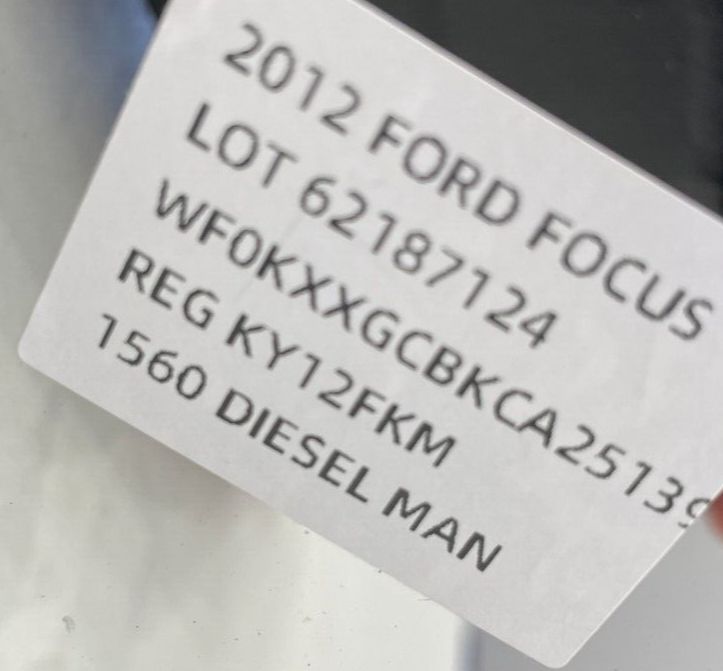 2012 FORD FOCUS
LOT 62187124
WF0KXXGCBKCA25139
REG KY12FKM
1560 DIESEL MAN